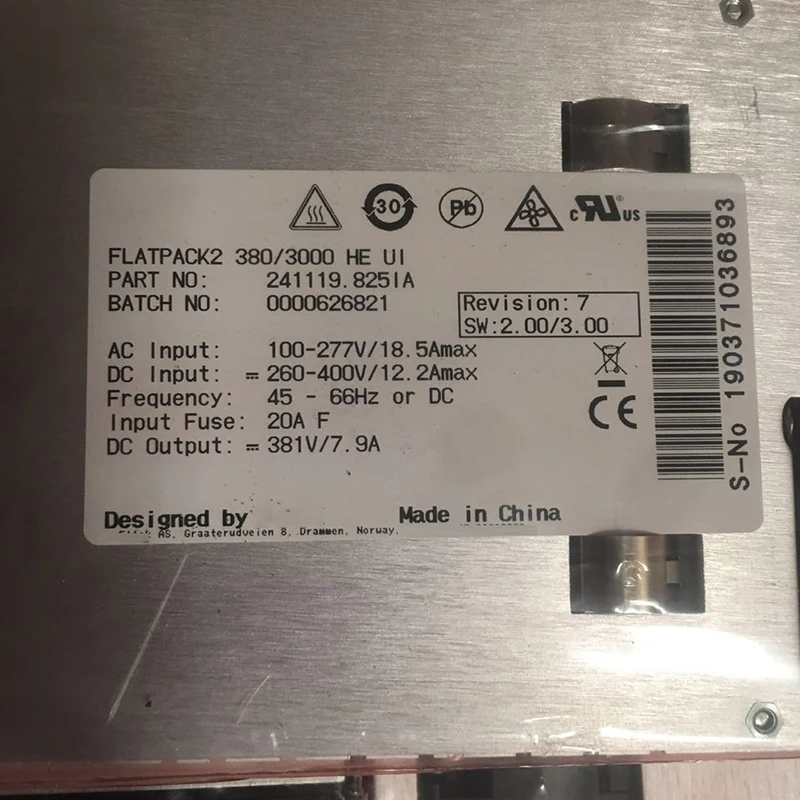 30
Pb
c RU® US
FLATPACK2 380/3000 HE UI
PART NO: 241119.825IA
BATCH NO: 0000626821
Revision: 7
SW:2.00/3.00
AC Input: 100-277V/18.5Amax
DC Input: ⎓ 260-400V/12.2Amax
Frequency: 45 - 66Hz or DC
Input Fuse: 20A F
DC Output: ⎓ 381V/7.9A
CE
S-No 190371036893
Designed by
Made in China
AS, Graaterudveien 8, Drammen, Norway,